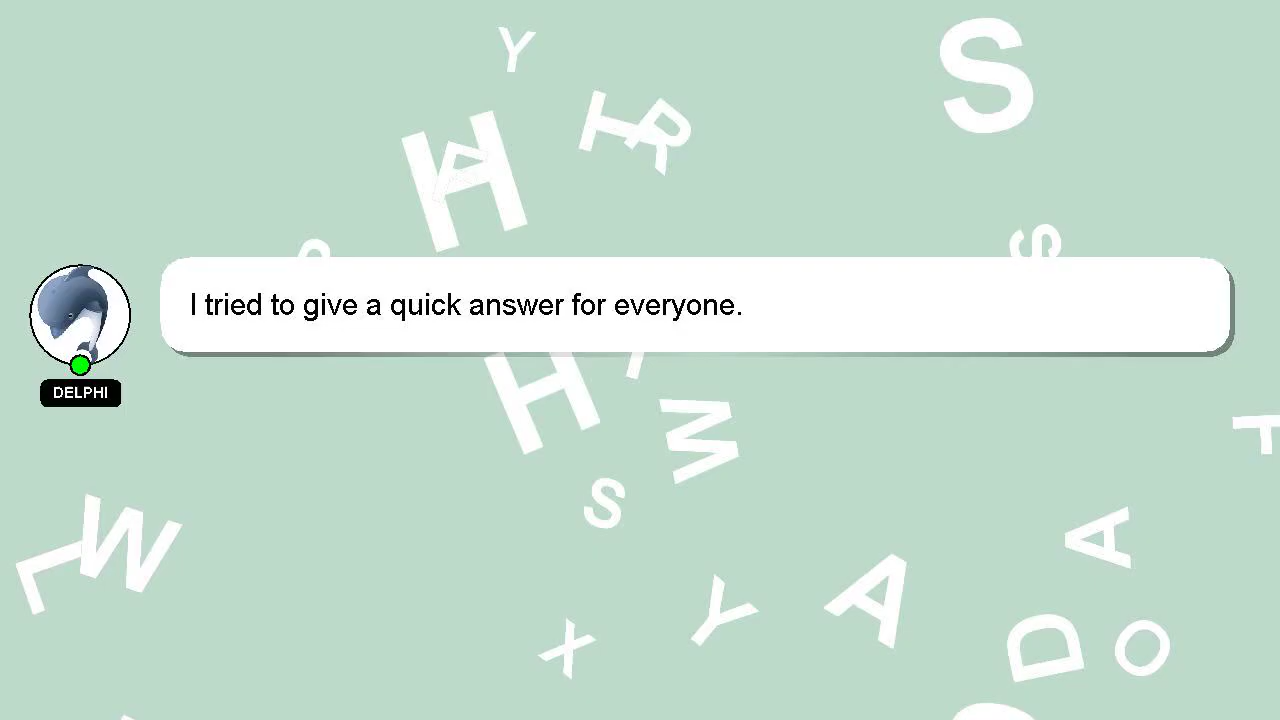 Y
S
T
R
H
A
S
I tried to give a quick answer for everyone.
DELPHI
H
W
S
W
L
A
A
Y
X
D
O